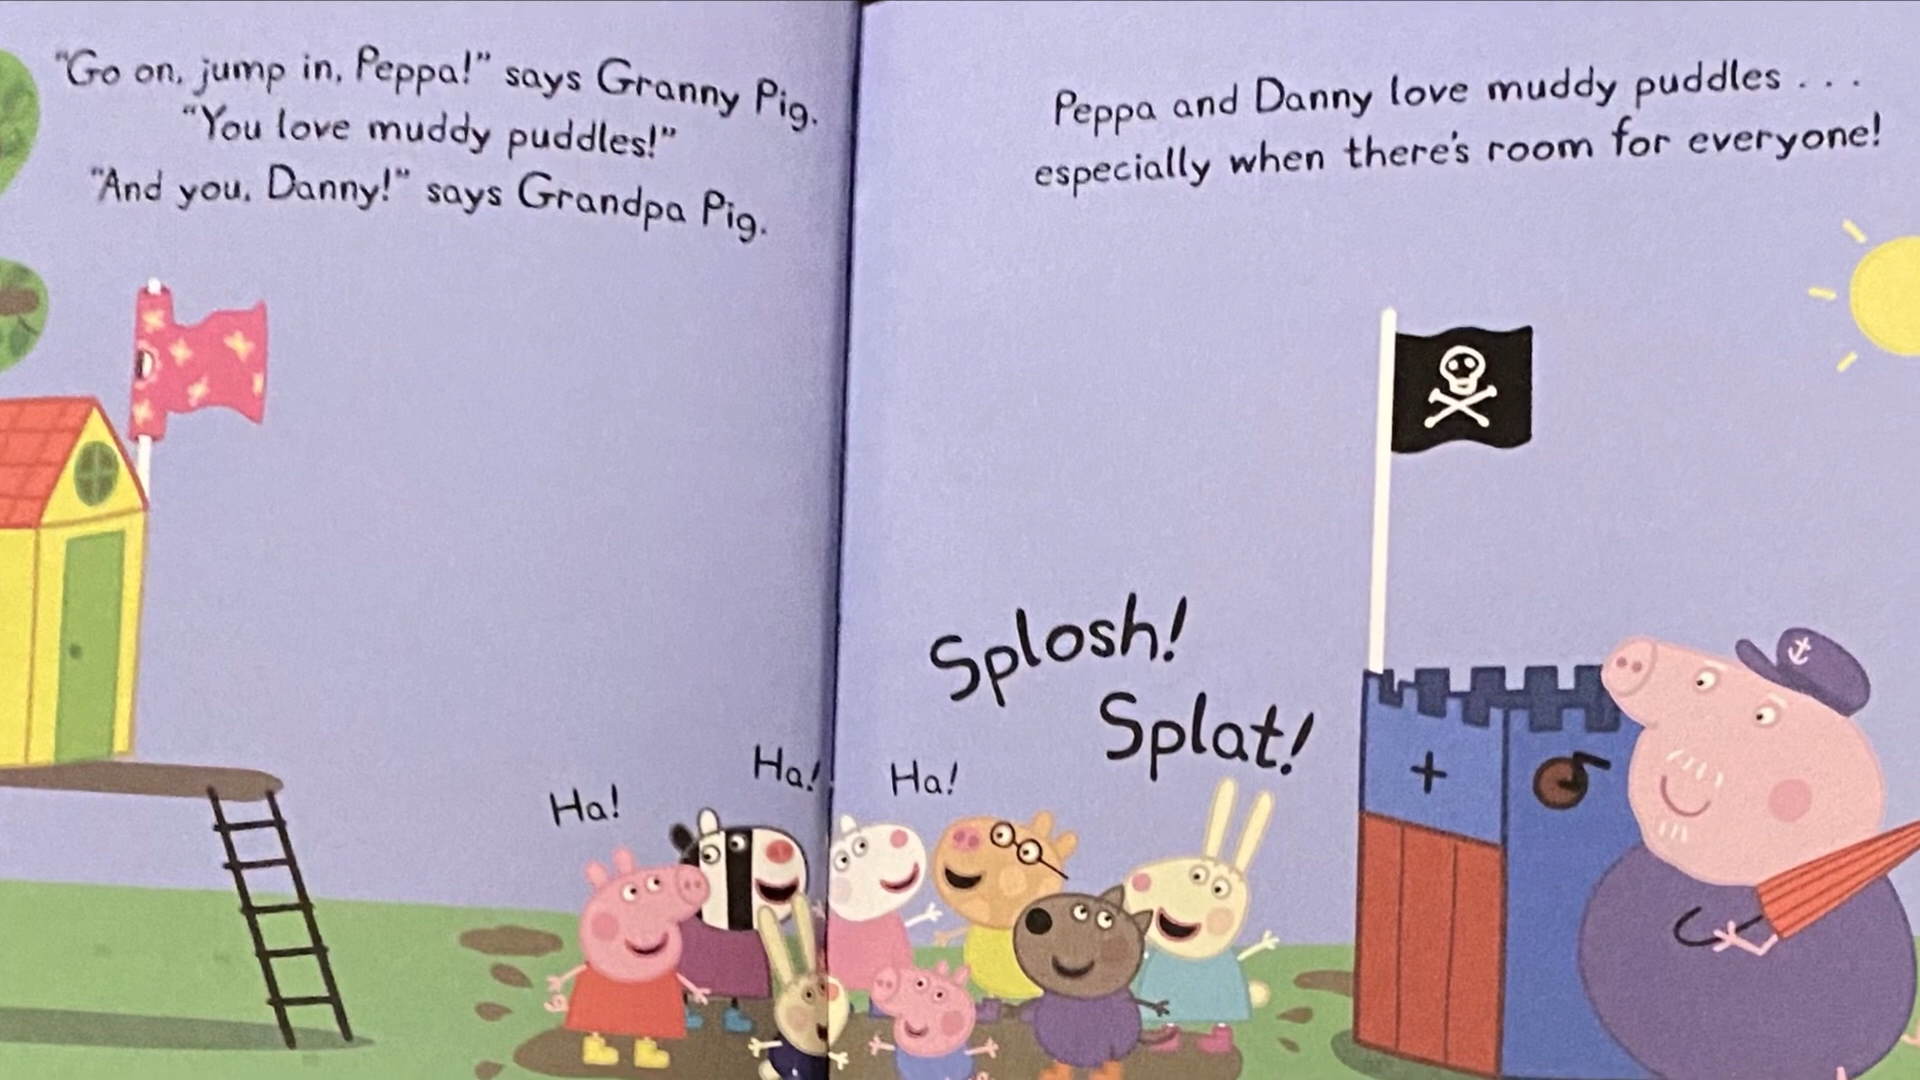 "Go on, jump in, Peppa!" says Granny Pig.
"You love muddy puddles!"
"And you, Danny!" says Grandpa Pig.
Ha!
Ha!
Peppa and Danny love muddy puddles . . .
especially when there's room for everyone!
Splosh!
Splat!
Ha!